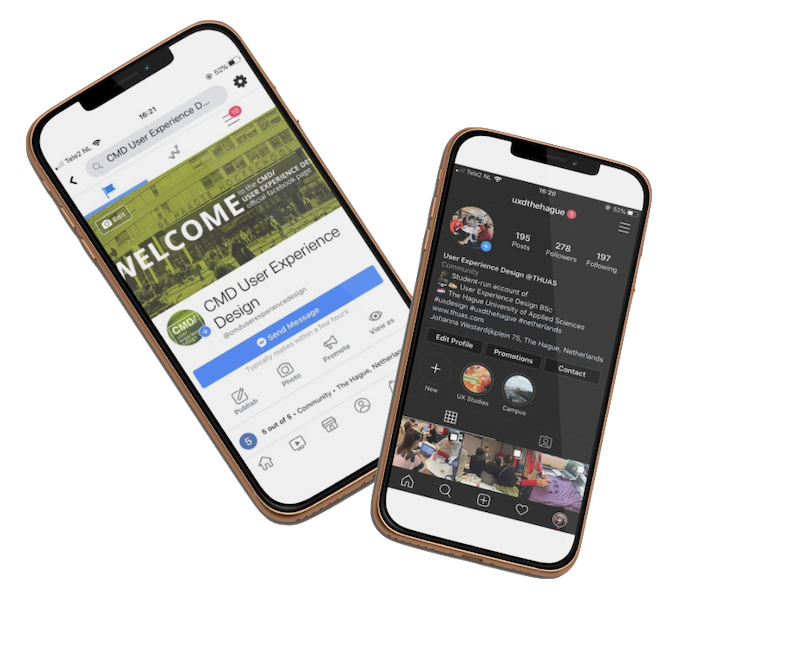 Tele2 NL
16:21
52%
CMD User Experience D...
19
Edit
WELCOME
to the CMD/
USER EXPERIENCE DE
official facebook page
CMD/
CMD User Experience
Design
@cmduserexperiencedesign
Send Message
Typically replies within a few hours
Publish
Photo
Promote
View as
5
5 out of 5 • Community • The Hague, Netherlan
Tele2 NL
16:20
52%
uxdthehague
1
195
Posts
278
Followers
197
Following
User Experience Design @THUAS
Community
Student-run account of
User Experience Design BSc
The Hague University of Applied Sciences
#uxdesign #uxdthehague #netherlands
www.thuas.com
Johanna Westerdijkplein 75, The Hague, Netherlands
Edit Profile
Promotions
Contact
New
UX Studies
Campus